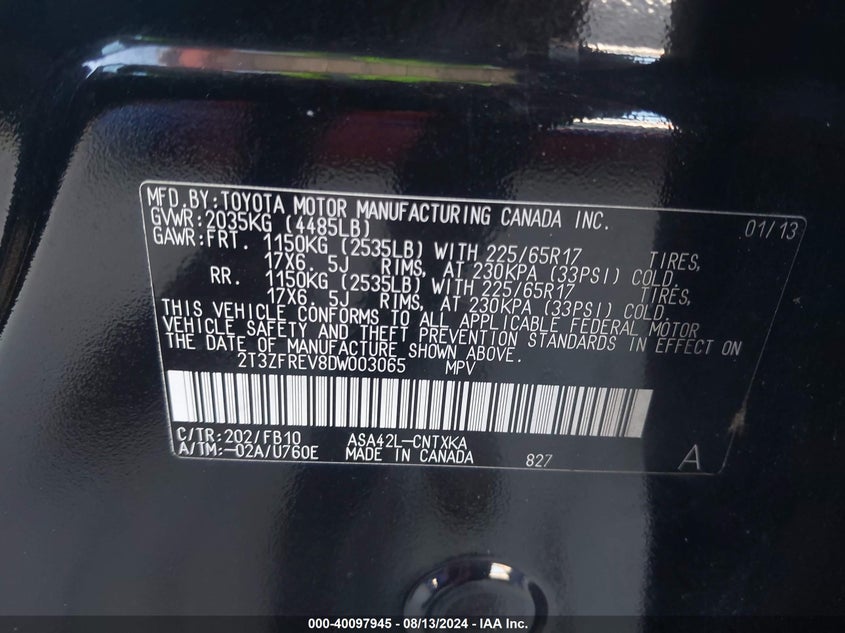 MFD.BY:TOYOTA MOTOR MANUFACTURING CANADA INC. 01/13
GVWR:2035KG (4485LB)
GAWR:FRT. 1150KG (2535LB) WITH 225/65R17 TIRES,
17X6. 5J RIMS, AT 230KPA (33PSI) COLD.
RR. 1150KG (2535LB) WITH 225/65R17 TIRES,
17X6. 5J RIMS, AT 230KPA (33PSI) COLD.
THIS VEHICLE CONFORMS TO ALL APPLICABLE FEDERAL MOTOR
VEHICLE SAFETY AND THEFT PREVENTION STANDARDS IN EFFECT ON
THE DATE OF MANUFACTURE SHOWN ABOVE.
2T3ZFREV8DW003065 MPV
C/TR:202/FB10 ASA42L-CNTXKA
A/TM:-02A/U760E MADE IN CANADA 827 A
000-40097945 - 08/13/2024 - IAA Inc.